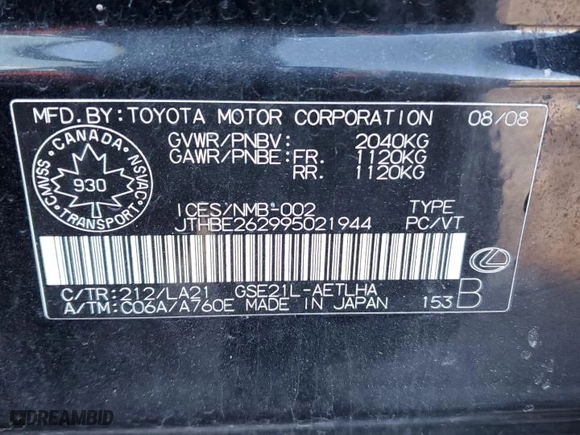 MFD.BY:TOYOTA MOTOR CORPORATION 08/08
GVWR/PNBV: 2040KG
GAWR/PNBE:FR. 1120KG
RR. 1120KG
CANADA
CMVSS 930 NSVAC
TRANSPORT
ICES/NMB-002 TYPE
JTHBE262995021944 PC/VT
C/TR:212/LA21 GSE21L-AETLHA
A/TM:C06A/A760E MADE IN JAPAN 153 B
DREAMBID